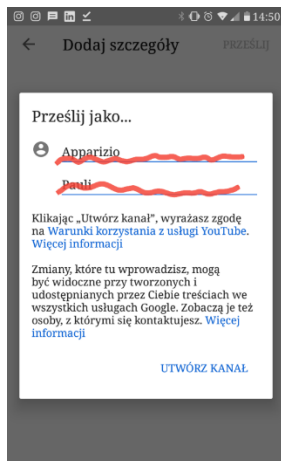 14:50
Dodaj szczegóły PRZEŚLIJ
Prześlij jako...
Apparizio
Pauli
Klikając „Utwórz kanał”, wyrażasz zgodę
na Warunki korzystania z usługi YouTube.
Więcej informacji
Zmiany, które tu wprowadzisz, mogą
być widoczne przy tworzonych i
udostępnianych przez Ciebie treściach we
wszystkich usługach Google. Zobaczą je też
osoby, z którymi się kontaktujesz. Więcej
informacji
UTWÓRZ KANAŁ